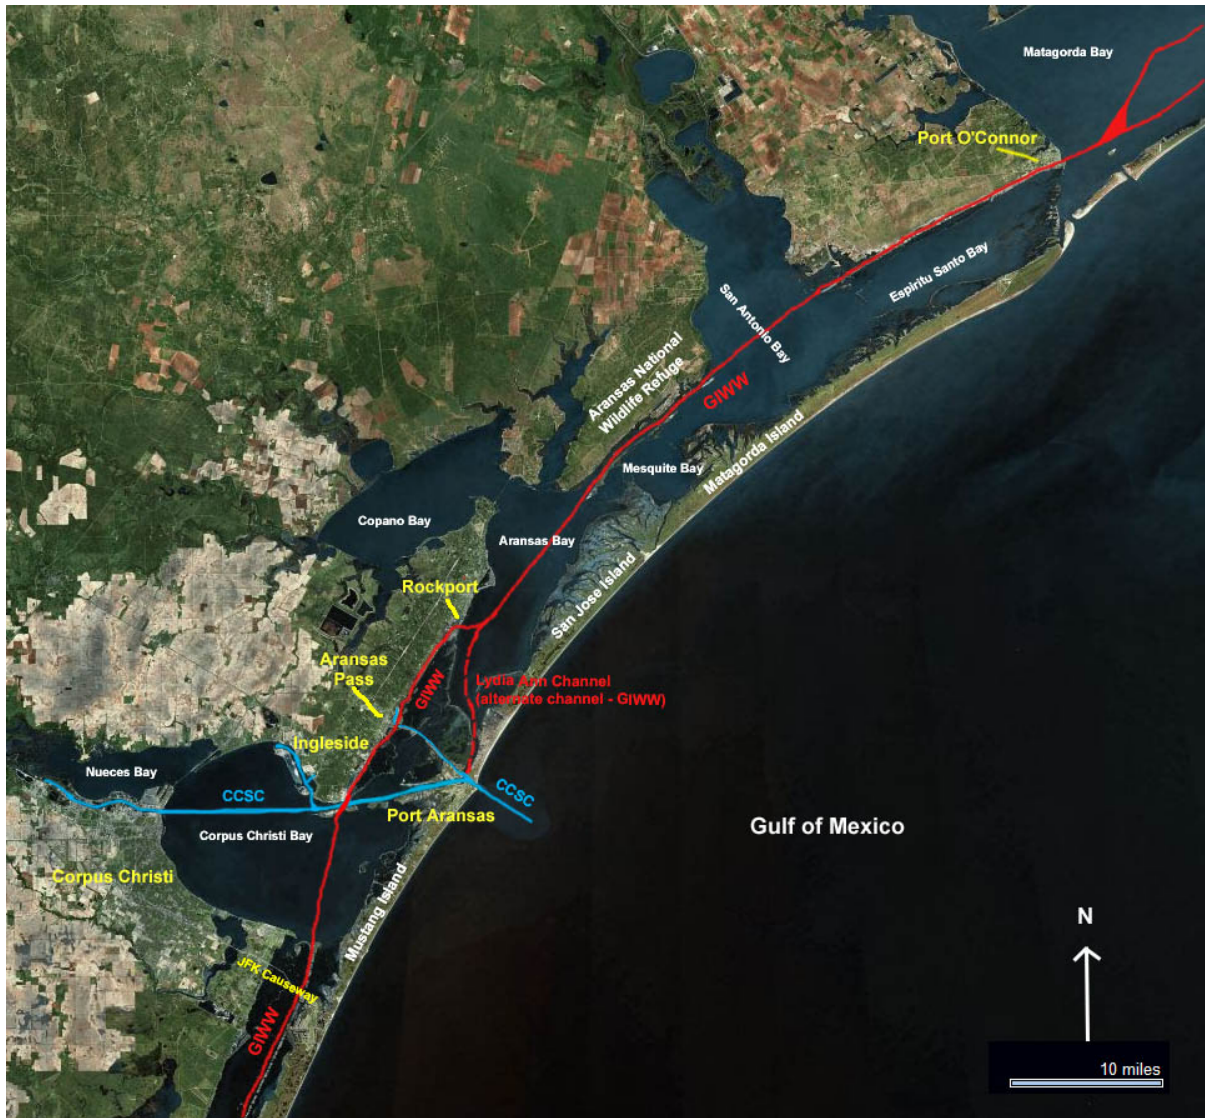 Matagorda Bay
Port O'Connor
Espiritu Santo Bay
San Antonio Bay
Aransas National
Wildlife Refuge
GIWW
Matagorda Island
Mesquite Bay
Copano Bay
Aransas Bay
Rockport
San Jose Island
Aransas
Pass
GIWW
Lydia Ann Channel
(alternate channel - GIWW)
Ingleside
Nueces Bay
CCSC
CCSC
Port Aransas
Corpus Christi Bay
Gulf of Mexico
Corpus Christi
Mustang Island
N
JFK Causeway
GIWW
10 miles